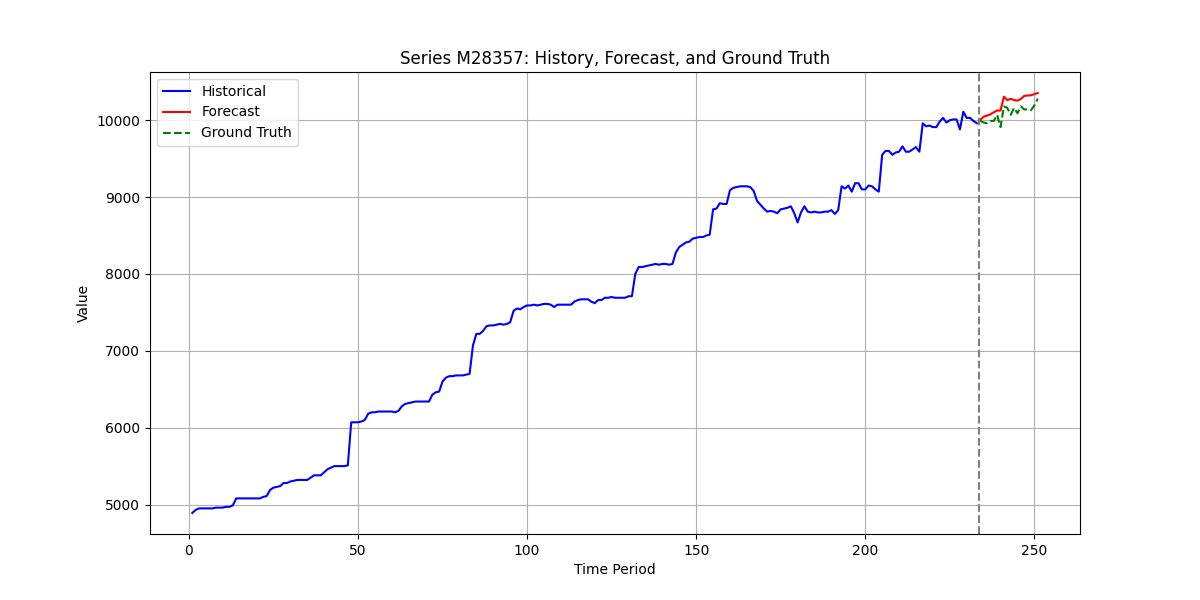 Series M28357: History, Forecast, and Ground Truth
Historical
Forecast
Ground Truth
10000
9000
8000
7000
6000
5000
Value
0 50 100 150 200 250
Time Period